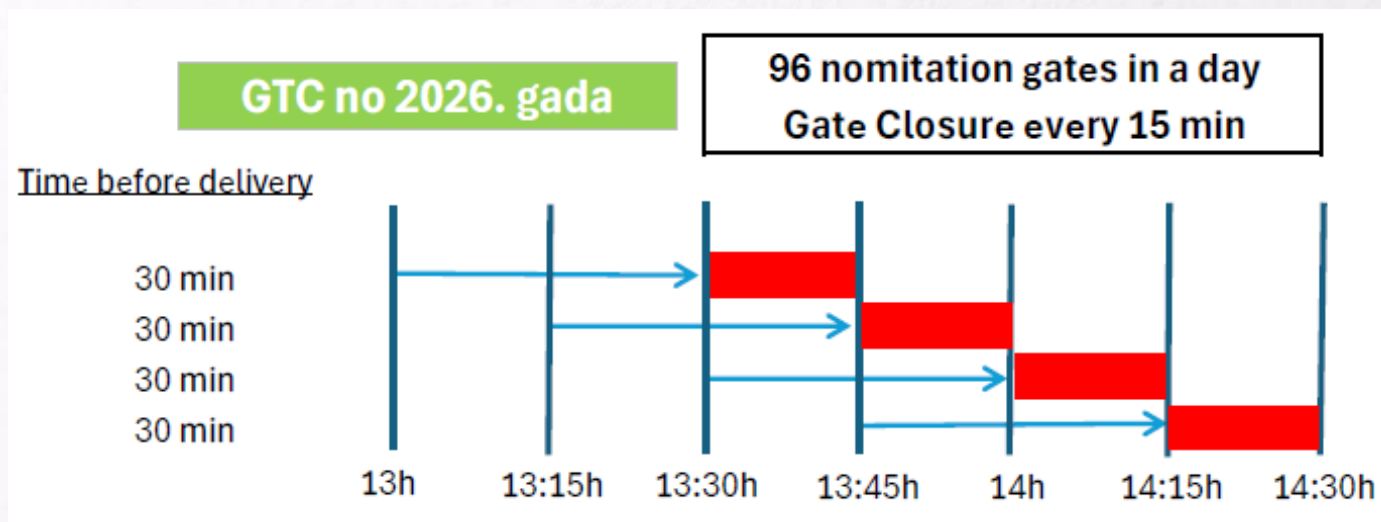 GTC no 2026. gada
96 nomitation gates in a day
Gate Closure every 15 min
Time before delivery
30 min
30 min
30 min
30 min
13h 13:15h 13:30h 13:45h 14h 14:15h 14:30h